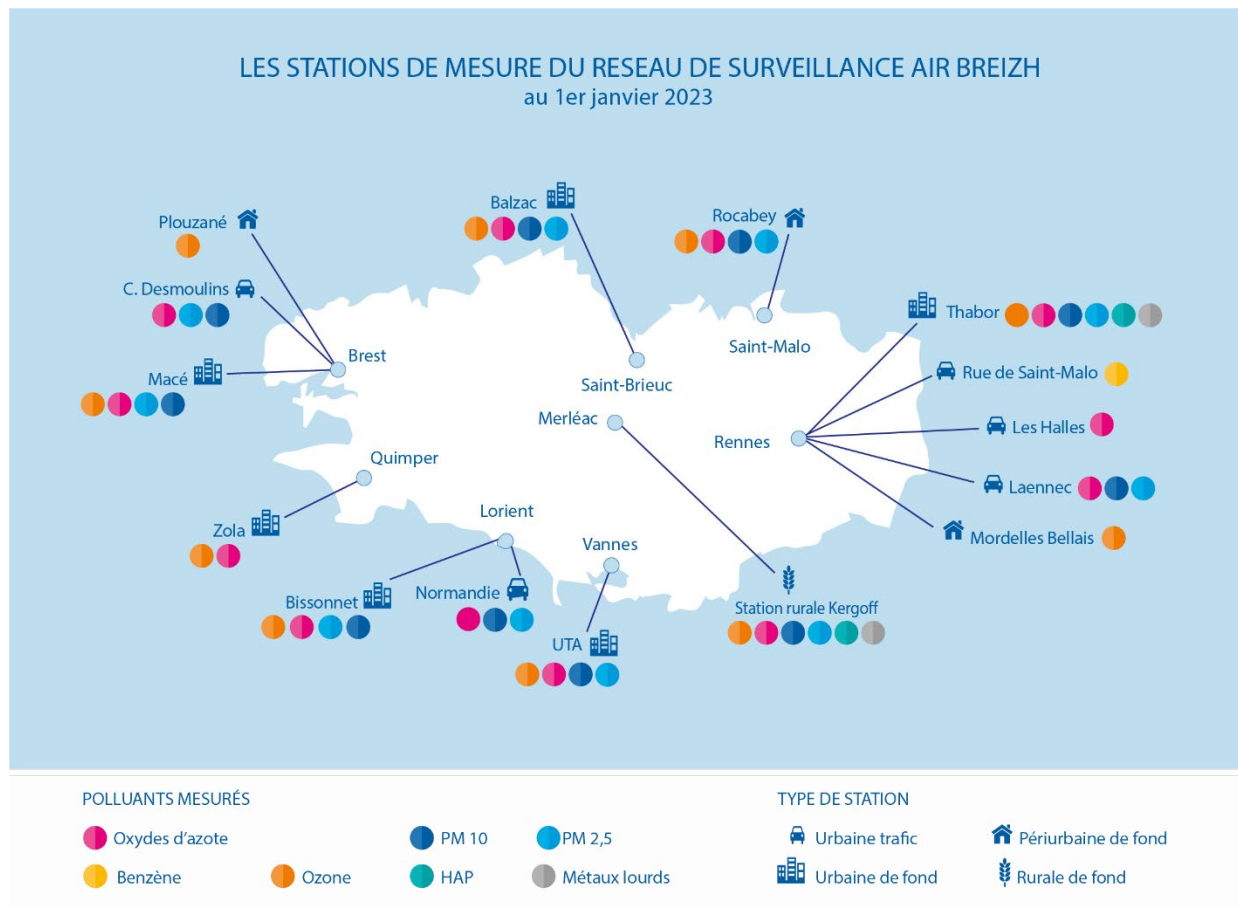 LES STATIONS DE MESURE DU RESEAU DE SURVEILLANCE AIR BREIZH
au 1er janvier 2023
Balzac
Rocabey
Plouzané
C. Desmoulins
Thabor
Saint-Malo
Brest
Macé
Saint-Brieuc
Rue de Saint-Malo
Merléac
Les Halles
Rennes
Quimper
Laennec
Lorient
Zola
Vannes
Mordelles Bellais
Bissonnet
Normandie
Station rurale Kergoff
UTA
POLLUANTS MESURÉS
Oxydes d'azote
PM 10
PM 2,5
Benzène
Ozone
HAP
Métaux lourds
TYPE DE STATION
Urbaine trafic
Périurbaine de fond
Urbaine de fond
Rurale de fond